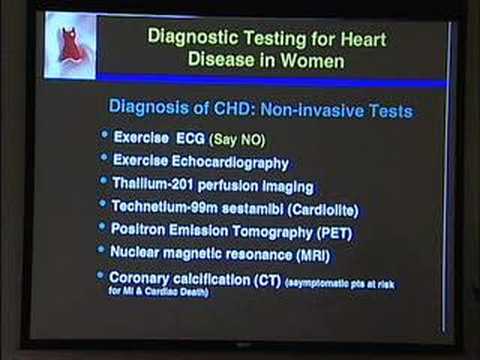 Diagnostic Testing for Heart
Disease in Women
Diagnosis of CHD: Non-invasive Tests
Exercise ECG (Say NO)
Exercise Echocardiography
Thallium-201 perfusion imaging
Technetium-99m sestamibi (Cardiolite)
Positron Emission Tomography (PET)
Nuclear magnetic resonance (MRI)
Coronary calcification (CT) (asymptomatic pts at risk
for MI & Cardiac Death)